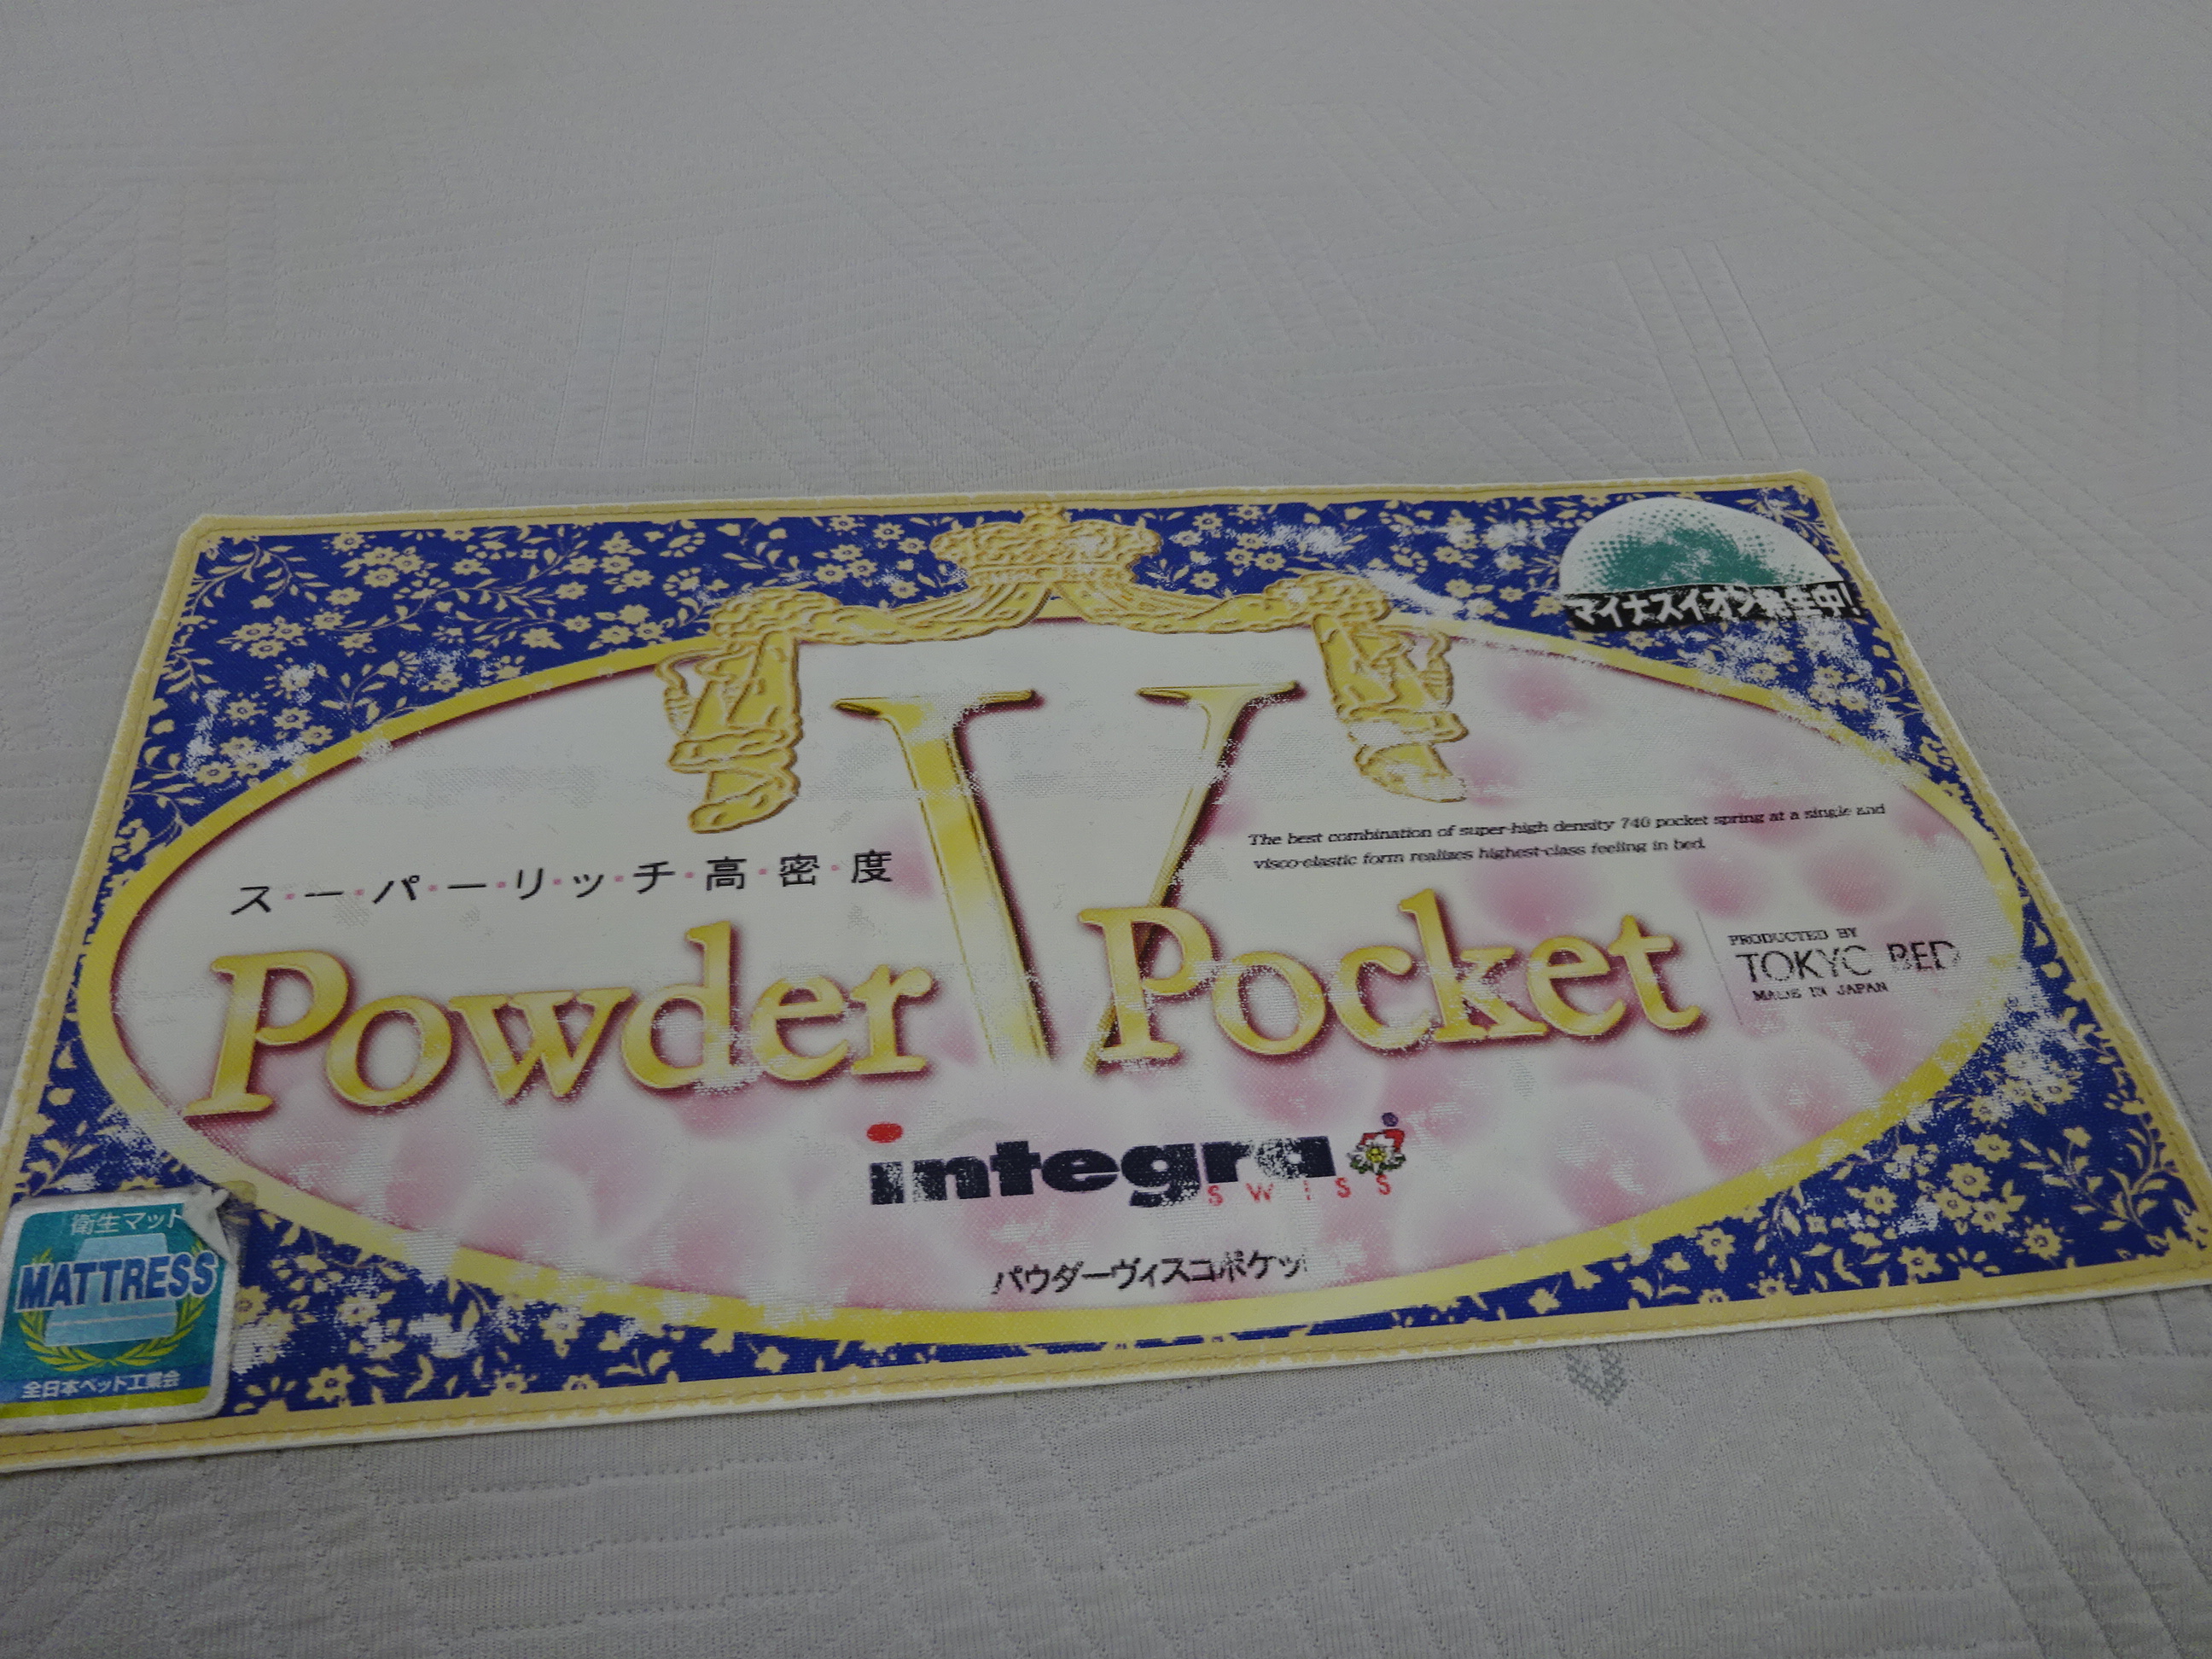 マイナスイオン発生中!
V
The best combination of super-high density 740 pocket spring at a single and
visco-elastic form realizes highest-class feeling in bed.
ス・ー・パ・ー・リ・ッ・チ・高・密・度
Powder Pocket
PRODUCTED BY
TOKYO BED
MADE IN JAPAN
integra
SWISS
パウダーヴィスコポケット
衛生マット
MATTRESS
全日本ベッド工業会